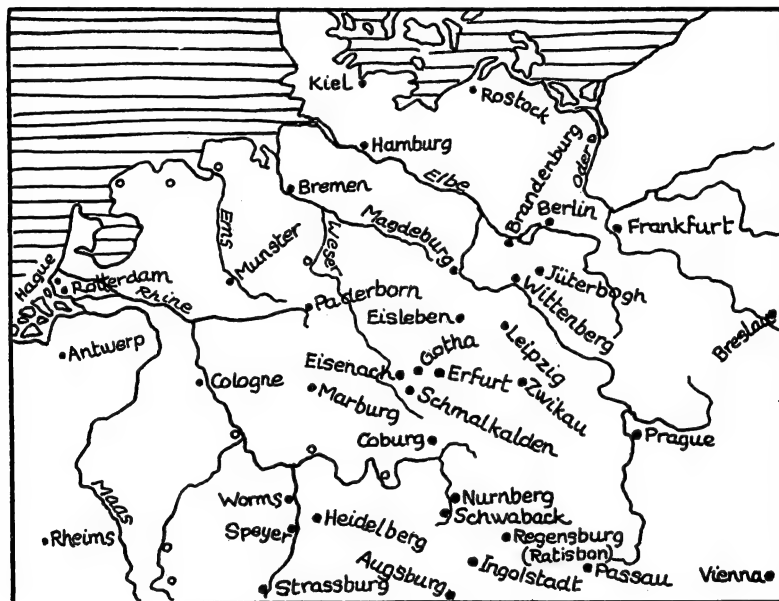 Kiel
Rostock
Hamburg
Elbe
Brandenburg
Oder
Bremen
Berlin
Frankfurt
Ems
Munster
Weser
Magdeburg
Hague
Rotterdam
Rhine
Jüterbogh
Wittenberg
Paderborn
Eisleben
Leipzig
Breslau
Antwerp
Gotha
Eisenach
Erfurt
Zwikau
Cologne
Marburg
Schmalkalden
Coburg
Prague
Maas
Worms
Nurnberg
Schwaback
Speyer
Heidelberg
Rheims
Regensburg
(Ratisbon)
Augsburg
Ingolstadt
Passau
Vienna
Strassburg